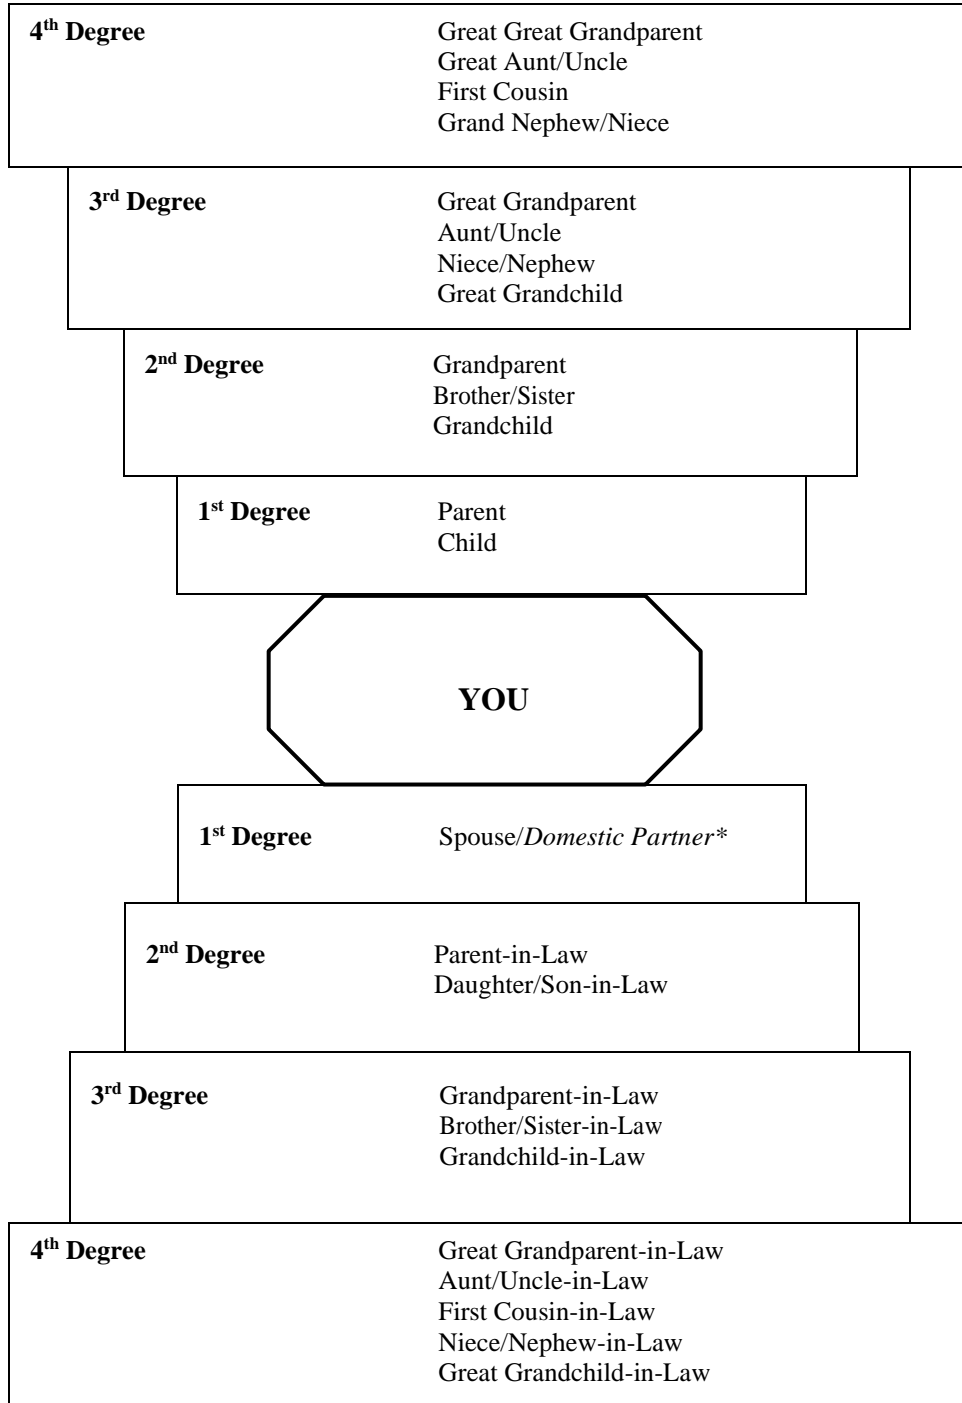 4th Degree Great Great Grandparent
Great Aunt/Uncle
First Cousin
Grand Nephew/Niece
3rd Degree Great Grandparent
Aunt/Uncle
Niece/Nephew
Great Grandchild
2nd Degree Grandparent
Brother/Sister
Grandchild
1st Degree Parent
Child
YOU
1st Degree Spouse/Domestic Partner*
2nd Degree Parent-in-Law
Daughter/Son-in-Law
3rd Degree Grandparent-in-Law
Brother/Sister-in-Law
Grandchild-in-Law
4th Degree Great Grandparent-in-Law
Aunt/Uncle-in-Law
First Cousin-in-Law
Niece/Nephew-in-Law
Great Grandchild-in-Law